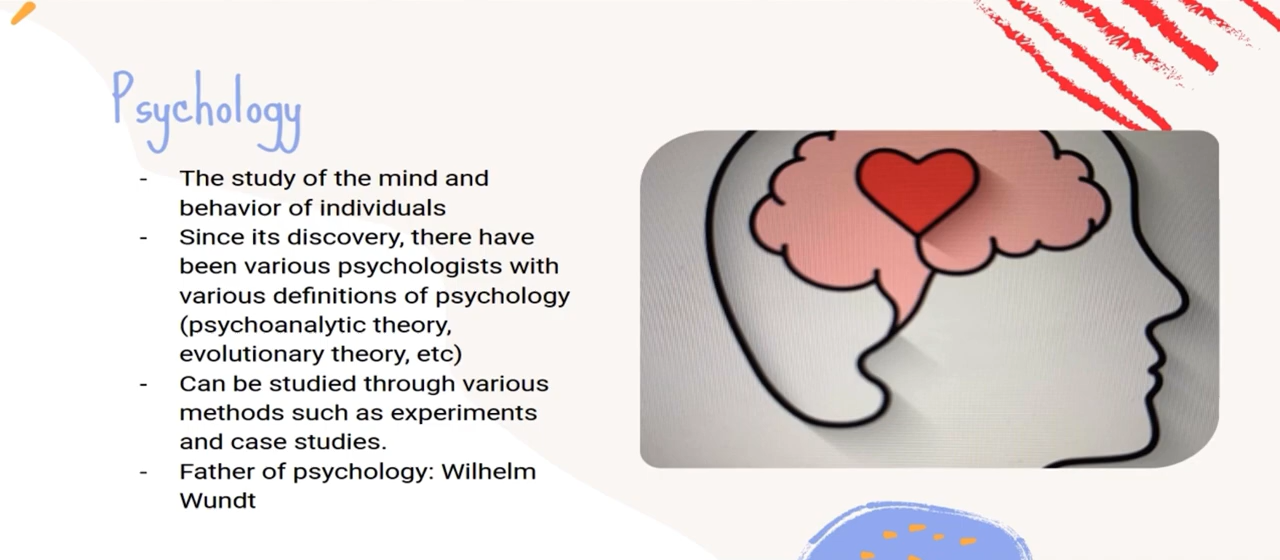 Psychology
- The study of the mind and
behavior of individuals
- Since its discovery, there have
been various psychologists with
various definitions of psychology
(psychoanalytic theory,
evolutionary theory, etc)
- Can be studied through various
methods such as experiments
and case studies.
- Father of psychology: Wilhelm
Wundt